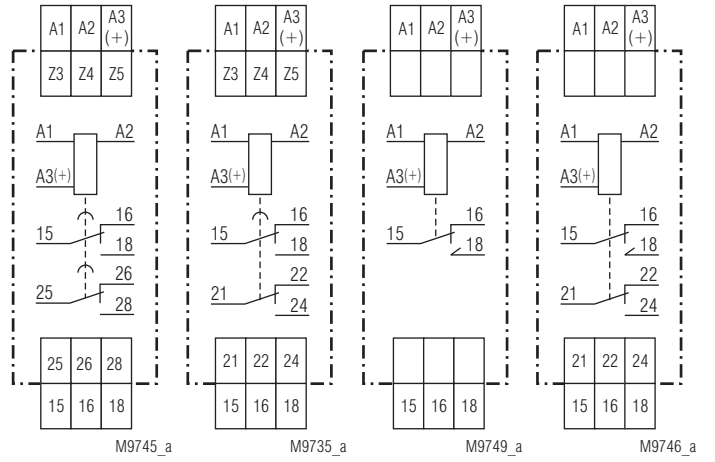 A1 A2 A3 (+)
Z3 Z4 Z5
A1 A2
A3(+)
15 16
18
25 26
28
25 26 28
15 16 18
M9745_a
A1 A2 A3 (+)
Z3 Z4 Z5
A1 A2
A3(+)
15 16
18
21 22
24
21 22 24
15 16 18
M9735_a
A1 A2 A3 (+)
A1 A2
A3(+)
15 16
18
15 16 18
M9749_a
A1 A2 A3 (+)
A1 A2
A3(+)
15 16
18
21 22
24
21 22 24
15 16 18
M9746_a